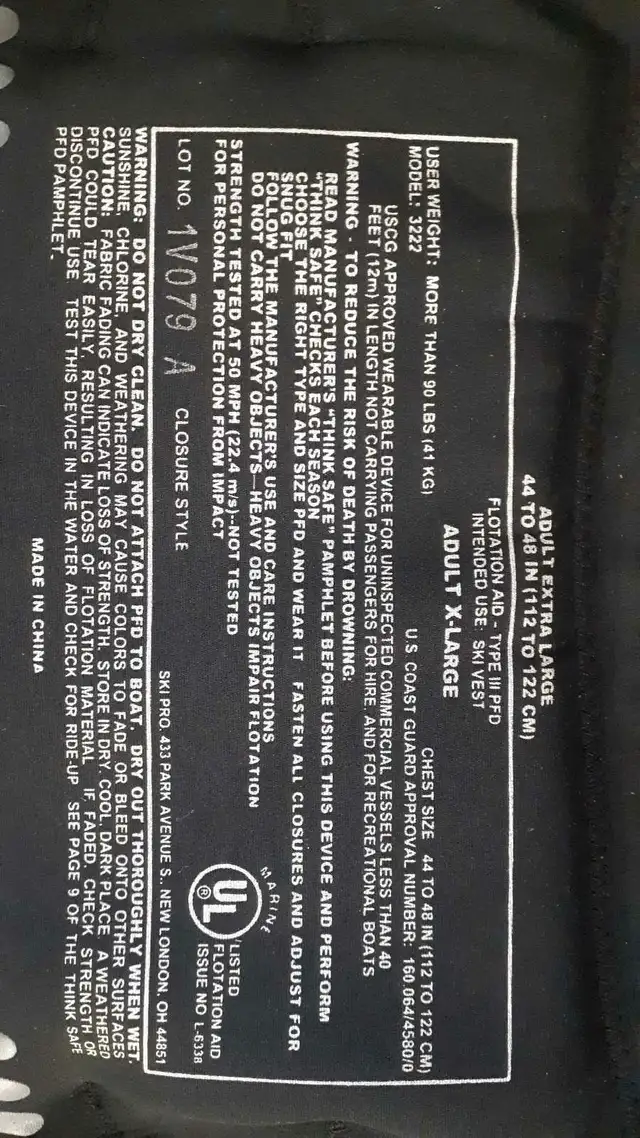 ADULT EXTRA LARGE
44 TO 48 IN (112 TO 122 CM)
FLOTATION AID - TYPE III PFD
INTENDED USE: SKI VEST
ADULT X-LARGE
USER WEIGHT: MORE THAN 90 LBS (41 KG) CHEST SIZE 44 TO 48 IN (112 TO 122 CM)
MODEL: 3222 U.S COAST GUARD APPROVAL NUMBER: 160.064/4580/0
USCG APPROVED WEARABLE DEVICE FOR UNINSPECTED COMMERCIAL VESSELS LESS THAN 40
FEET (12m) IN LENGTH NOT CARRYING PASSENGERS FOR HIRE, AND FOR RECREATIONAL BOATS
WARNING - TO REDUCE THE RISK OF DEATH BY DROWNING:
READ MANUFACTURER'S "THINK SAFE" PAMPHLET BEFORE USING THIS DEVICE AND PERFORM
"THINK SAFE" CHECKS EACH SEASON
CHOOSE THE RIGHT TYPE AND SIZE PFD AND WEAR IT FASTEN ALL CLOSURES AND ADJUST FOR
SNUG FIT
FOLLOW THE MANUFACTURER'S USE AND CARE INSTRUCTIONS
DO NOT CARRY HEAVY OBJECTS—HEAVY OBJECTS IMPAIR FLOTATION
STRENGTH TESTED AT 50 MPH (22.4 m/s)--NOT TESTED
FOR PERSONAL PROTECTION FROM IMPACT
MARINE
UL ®
LISTED
FLOTATION AID
ISSUE NO L-6338
LOT NO. 1V079 A CLOSURE STYLE
SKI PRO, 433 PARK AVENUE S., NEW LONDON, OH 44851
WARNING: DO NOT DRY CLEAN. DO NOT ATTACH PFD TO BOAT. DRY OUT THOROUGHLY WHEN WET.
SUNSHINE, CHLORINE, AND WEATHERING MAY CAUSE COLORS TO FADE OR BLEED ONTO OTHER SURFACES
CAUTION: FABRIC FADING CAN INDICATE LOSS OF STRENGTH. STORE IN DRY, COOL, DARK PLACE. A WEATHERED
PFD COULD TEAR EASILY, RESULTING IN LOSS OF FLOTATION MATERIAL IF FADED, CHECK STRENGTH OR
DISCONTINUE USE TEST THIS DEVICE IN THE WATER AND CHECK FOR RIDE-UP SEE PAGE 9 OF THE THINK SAFE
PFD PAMPHLET.
MADE IN CHINA